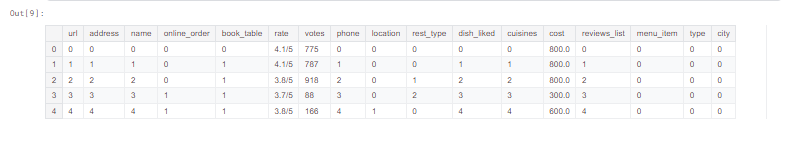 Out[9]:
url address name online_order book_table rate votes phone location rest_type dish_liked cuisines cost reviews_list menu_item type city
0 0 0 0 0 0 4.1/5 775 0 0 0 0 0 800.0 0 0 0 0
1 1 1 1 0 1 4.1/5 787 1 0 0 1 1 800.0 1 0 0 0
2 2 2 2 0 1 3.8/5 918 2 0 1 2 2 800.0 2 0 0 0
3 3 3 3 1 1 3.7/5 88 3 0 2 3 3 300.0 3 0 0 0
4 4 4 4 1 1 3.8/5 166 4 1 0 4 4 600.0 4 0 0 0